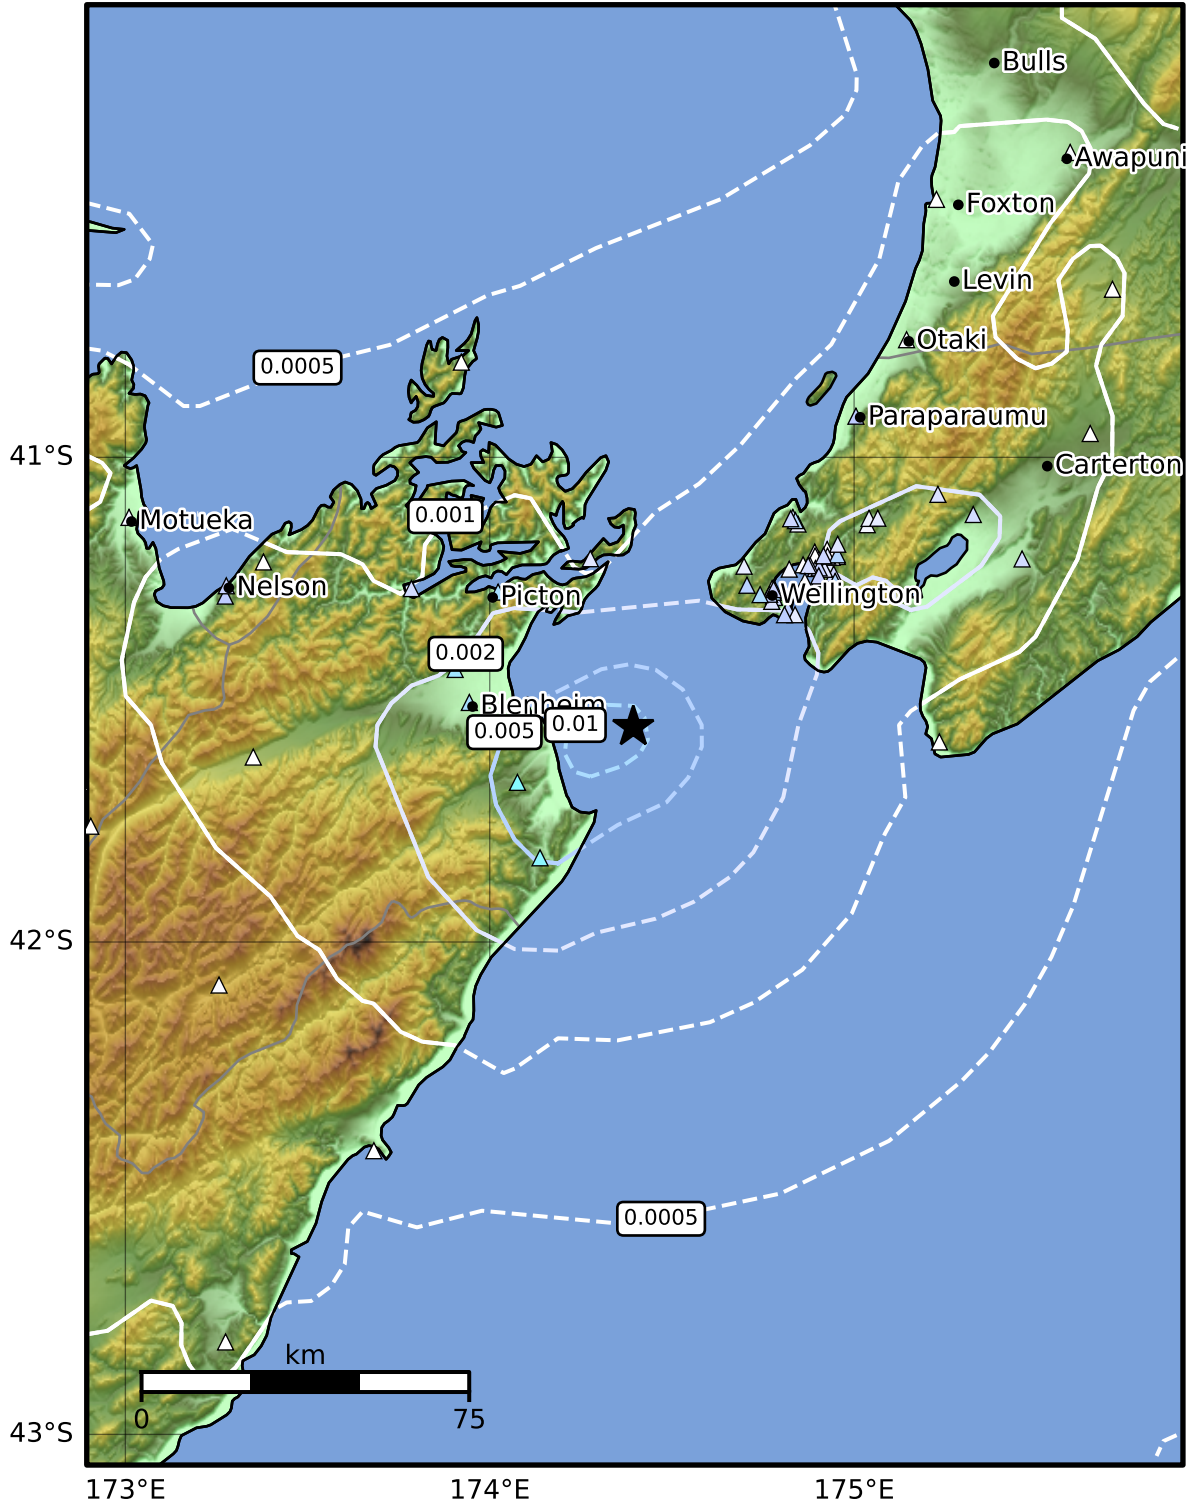 Bulls
Awapuni
Foxton
Levin
Otaki
0.0005
Paraparaumu
41°S
Carterton
0.001
Motueka
Nelson
Picton
Wellington
0.002
Blenheim
0.005
0.01
42°S
0.0005
km
0
75
43°S
173°E
174°E
175°E